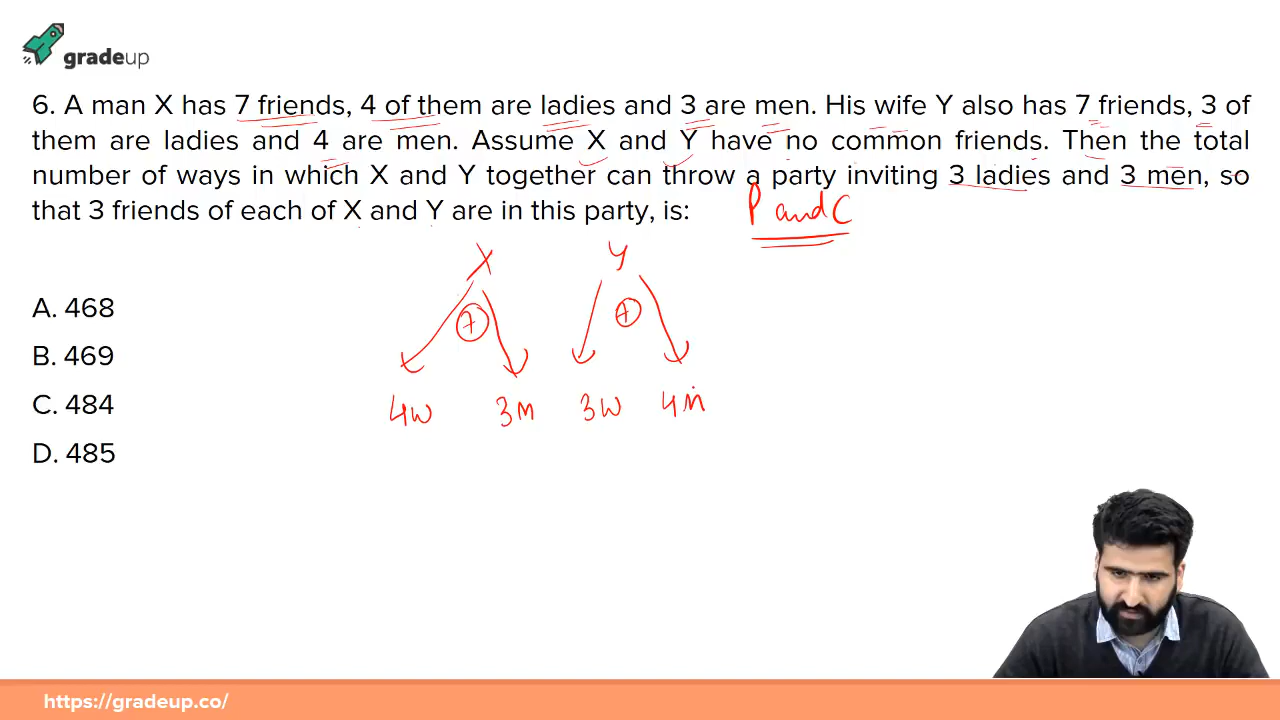 gradeup
6. A man X has 7 friends, 4 of them are ladies and 3 are men. His wife Y also has 7 friends, 3 of
them are ladies and 4 are men. Assume X and Y have no common friends. Then the total
number of ways in which X and Y together can throw a party inviting 3 ladies and 3 men, so
that 3 friends of each of X and Y are in this party, is:
P and C
X Y
A. 468
7 7
B. 469
C. 484
4W 3M 3W 4M
D. 485
https://gradeup.co/